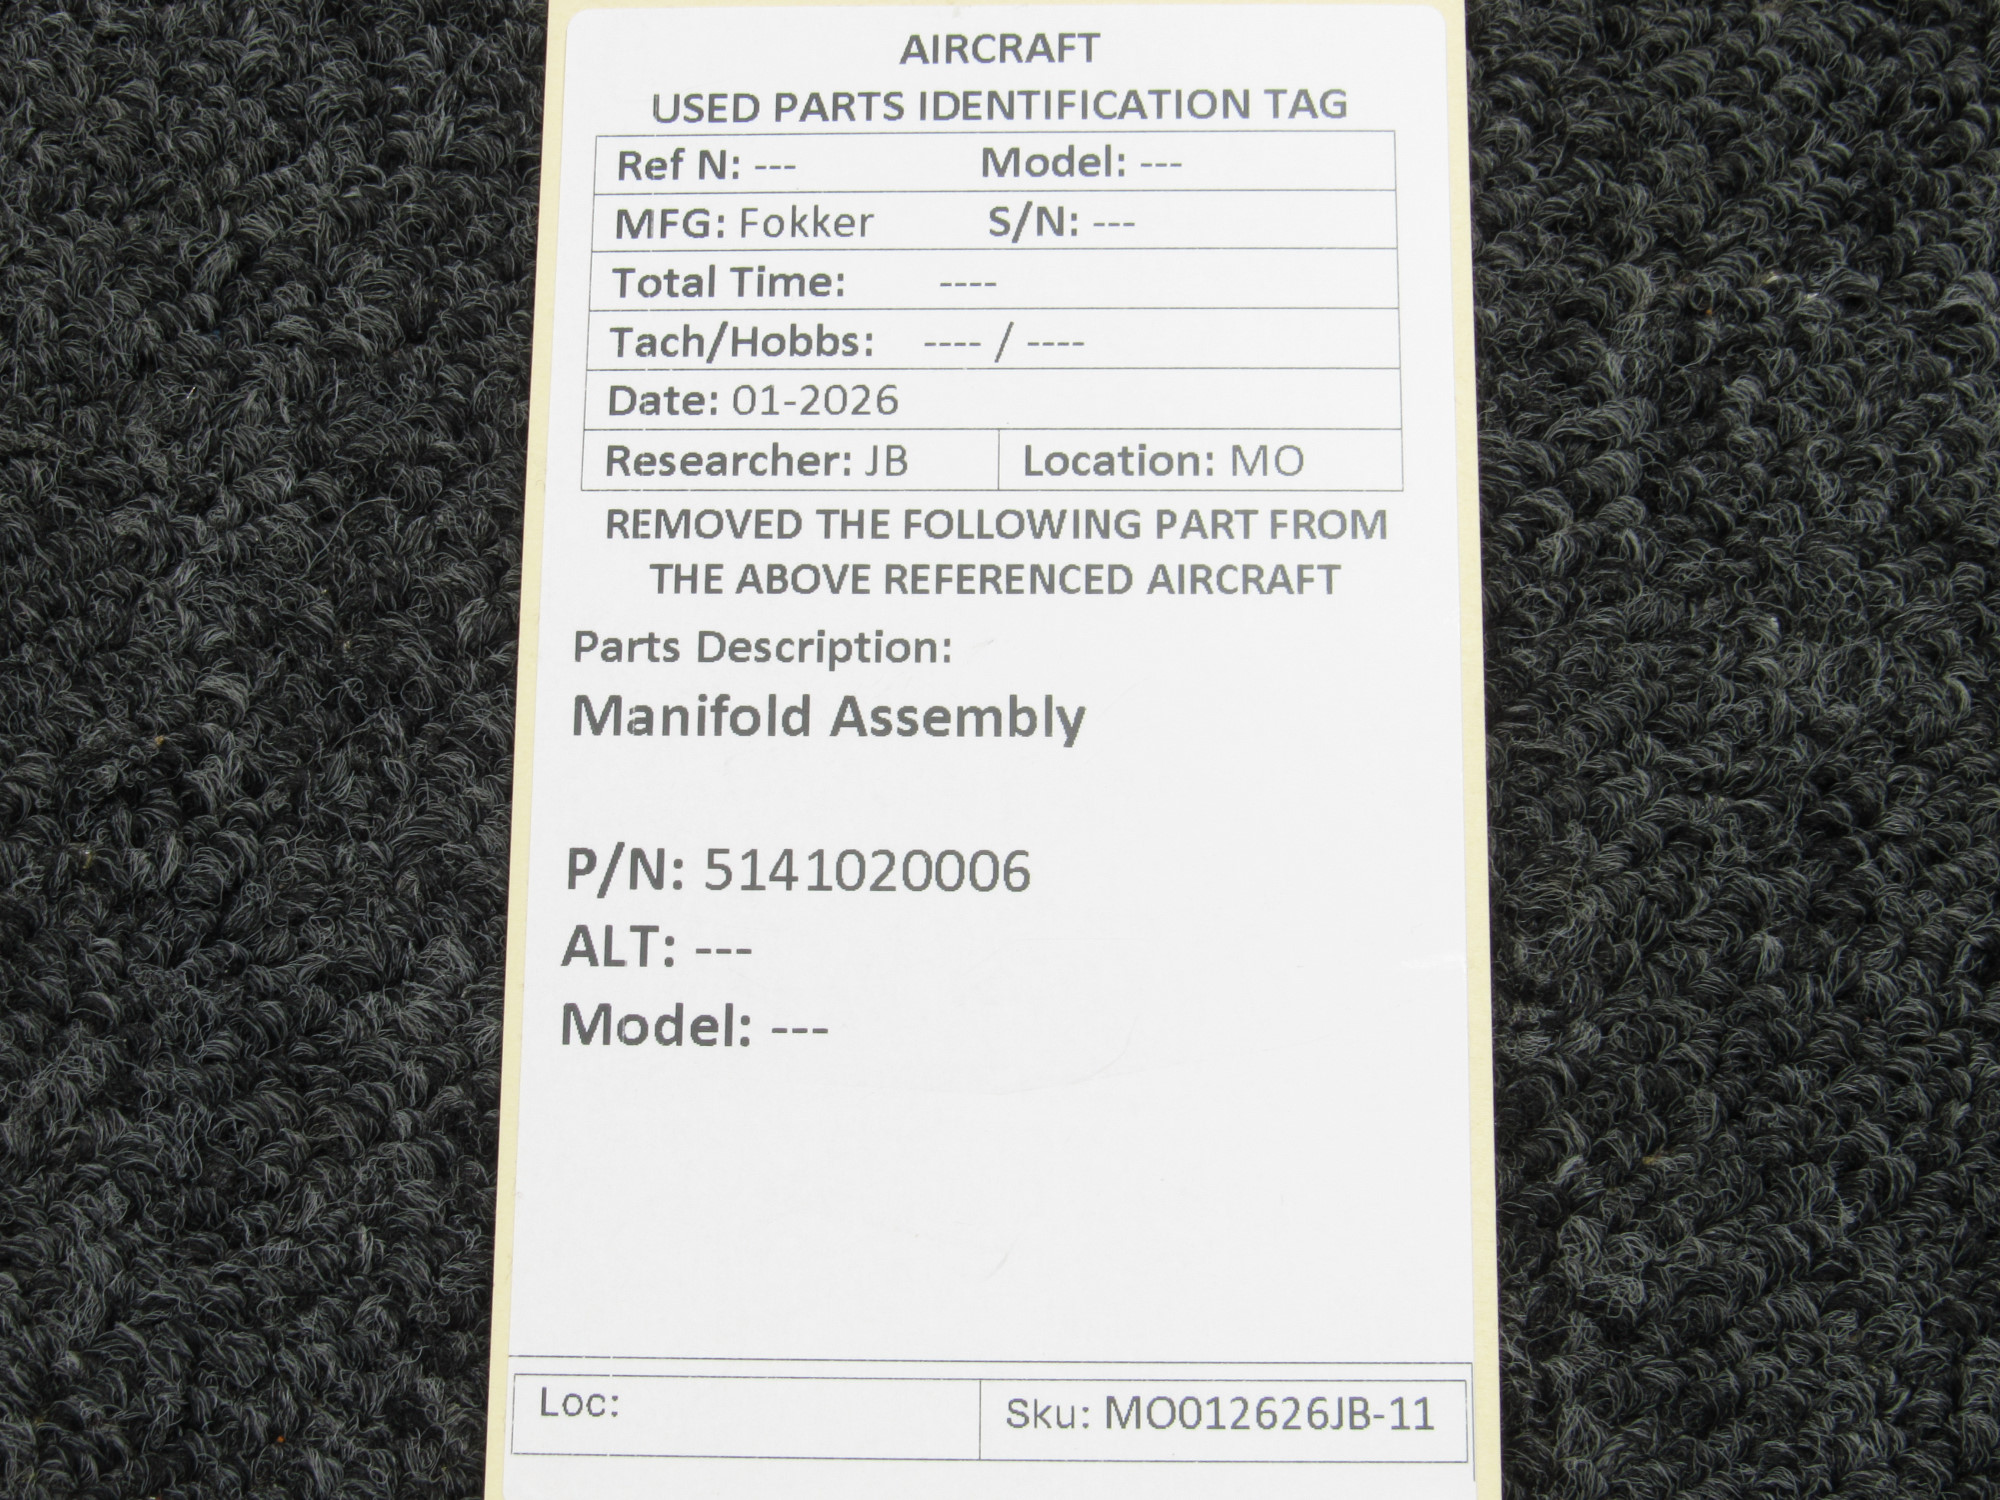 AIRCRAFT
USED PARTS IDENTIFICATION TAG
Ref N: --- Model: ---
MFG: Fokker S/N: ---
Total Time: ----
Tach/Hobbs: ---- / ----
Date: 01-2026
Researcher: JB Location: MO
REMOVED THE FOLLOWING PART FROM
THE ABOVE REFERENCED AIRCRAFT
Parts Description:
Manifold Assembly
P/N: 5141020006
ALT: ---
Model: ---
Loc: Sku: MO012626JB-11